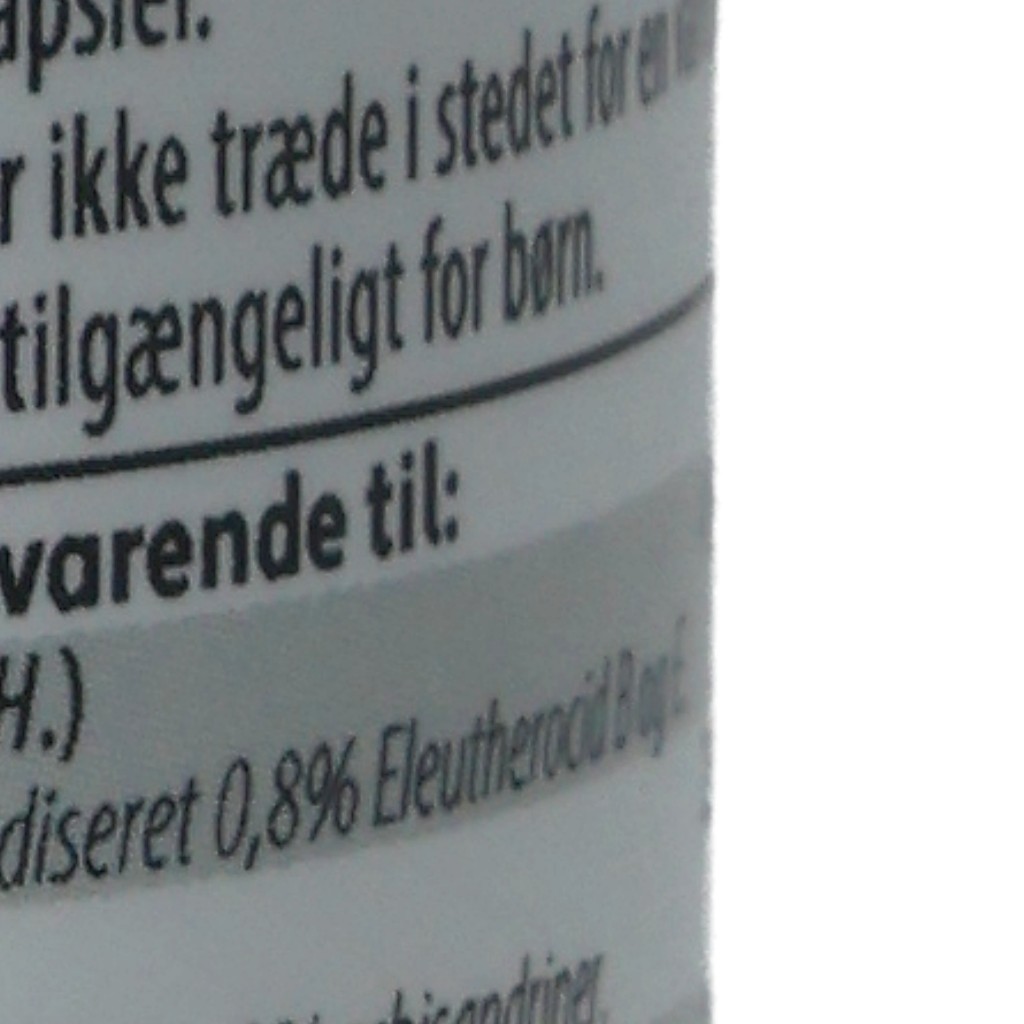 apsler.
r ikke træde i stedet for en
tilgængeligt for børn.
varende til:
H.)
diseret 0,8% Eleutherocid B og E